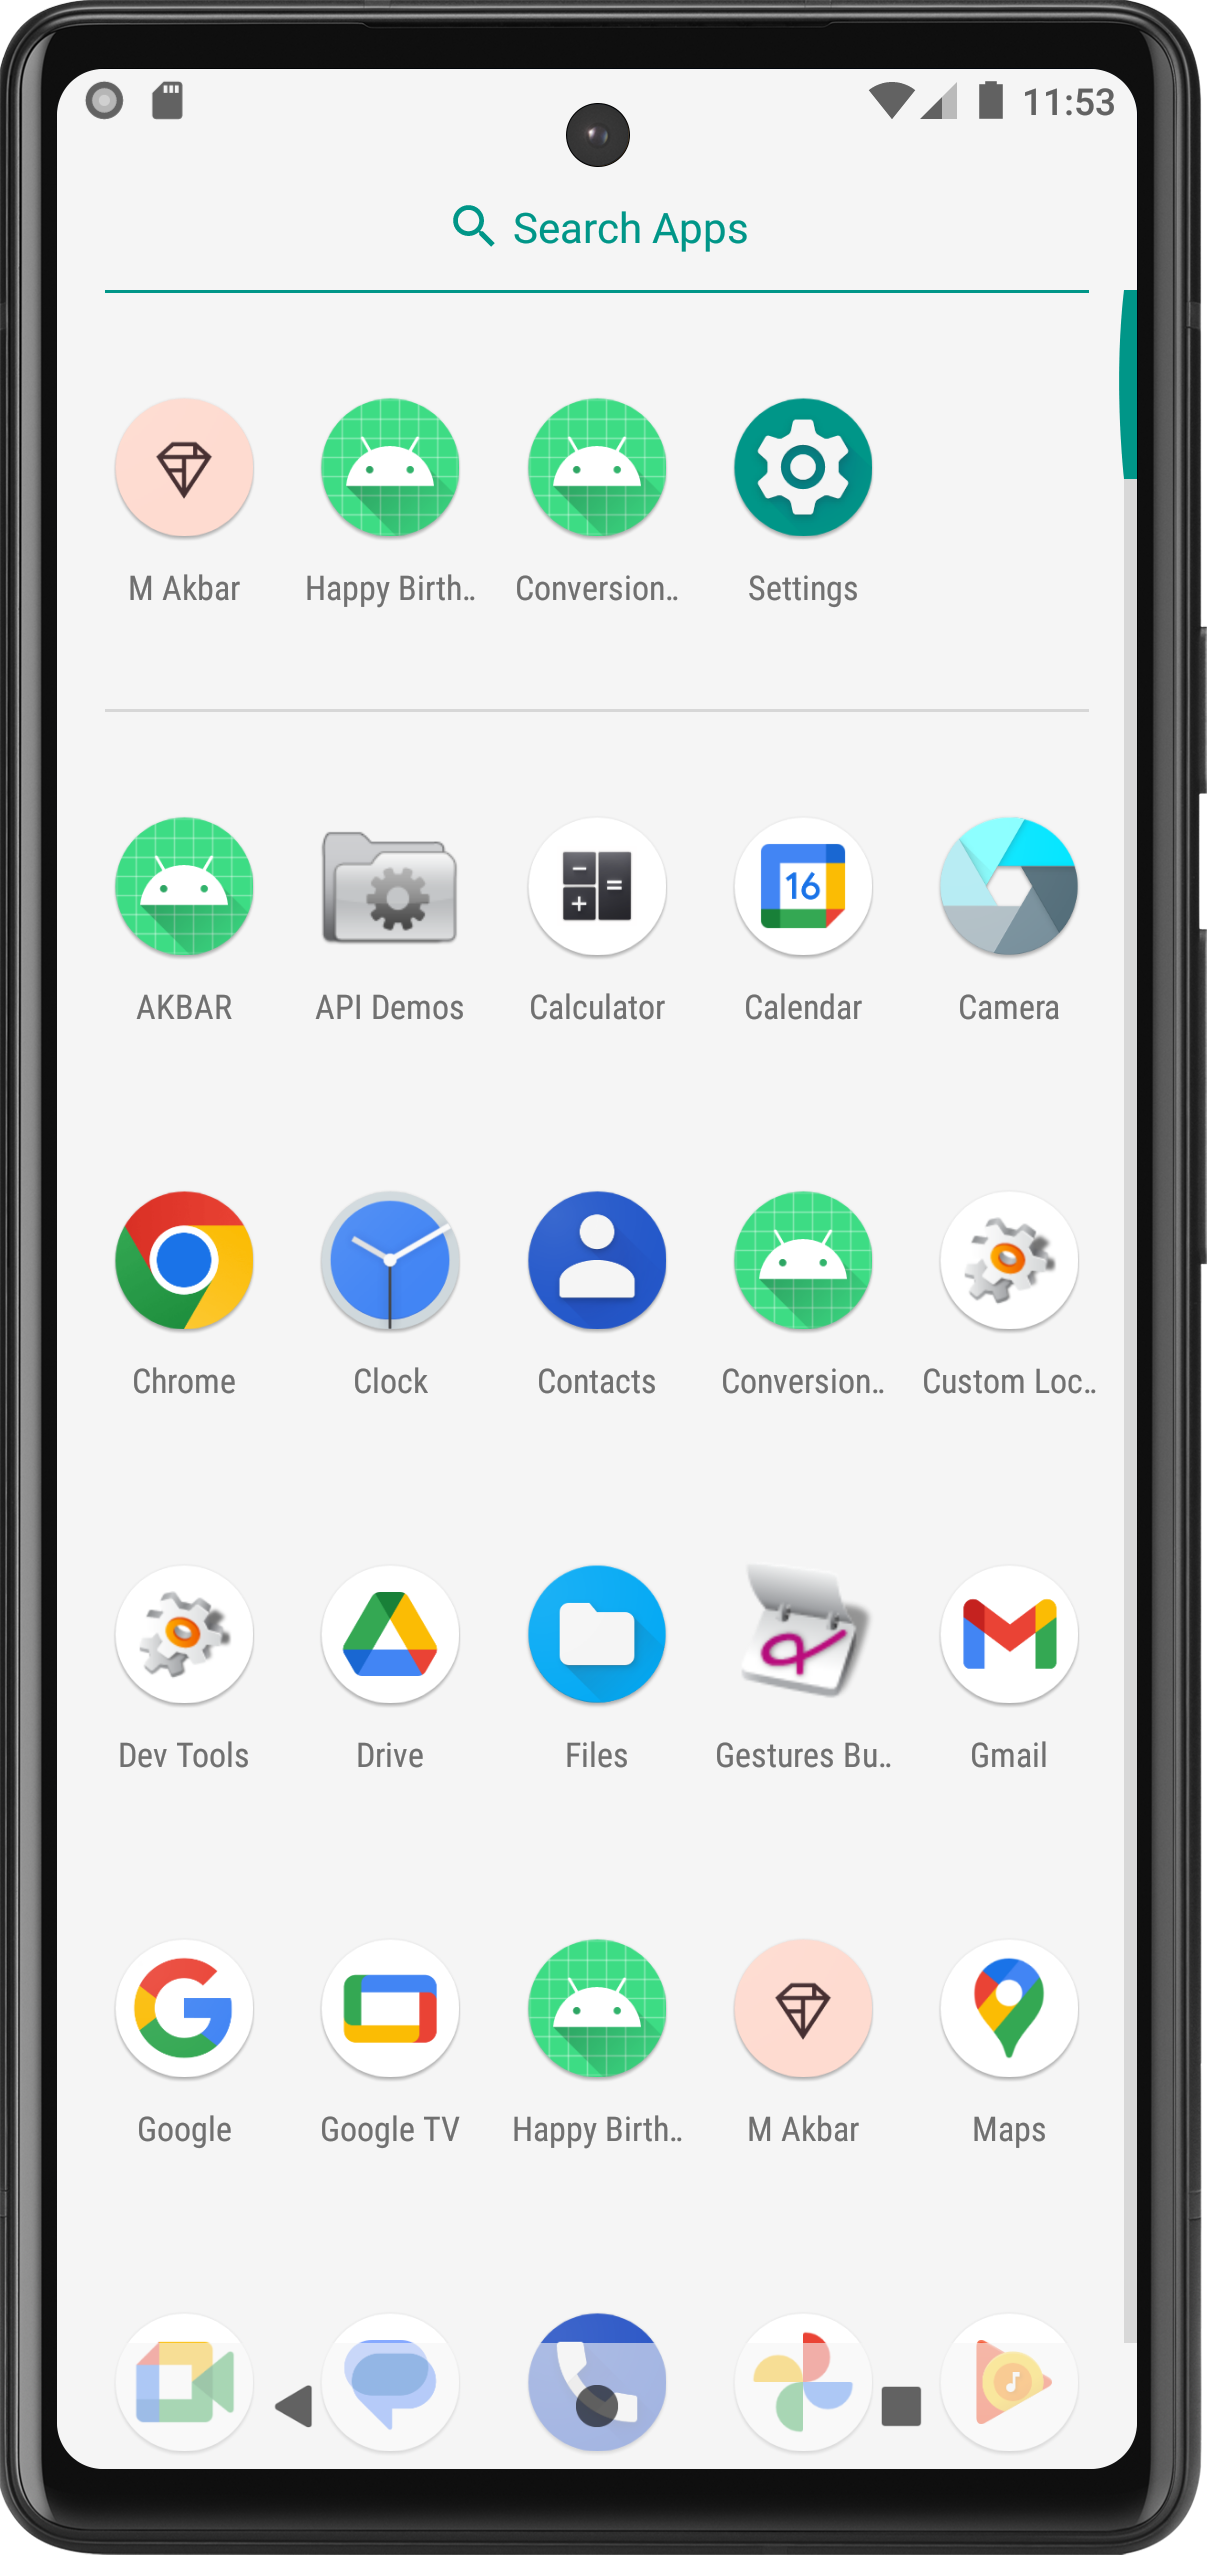 11:53
Search Apps
M Akbar Happy Birth.. Conversion.. Settings
16
AKBAR API Demos Calculator Calendar Camera
Chrome Clock Contacts Conversion.. Custom Loc..
Dev Tools Drive Files Gestures Bu.. Gmail
Google Google TV Happy Birth.. M Akbar Maps